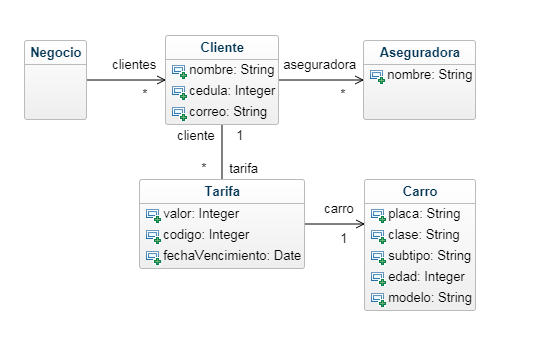 Negocio
clientes
*
Cliente
nombre: String
cedula: Integer
correo: String
aseguradora
*
Aseguradora
nombre: String
cliente
1
*
tarifa
Tarifa
valor: Integer
codigo: Integer
fechaVencimiento: Date
carro
1
Carro
placa: String
clase: String
subtipo: String
edad: Integer
modelo: String